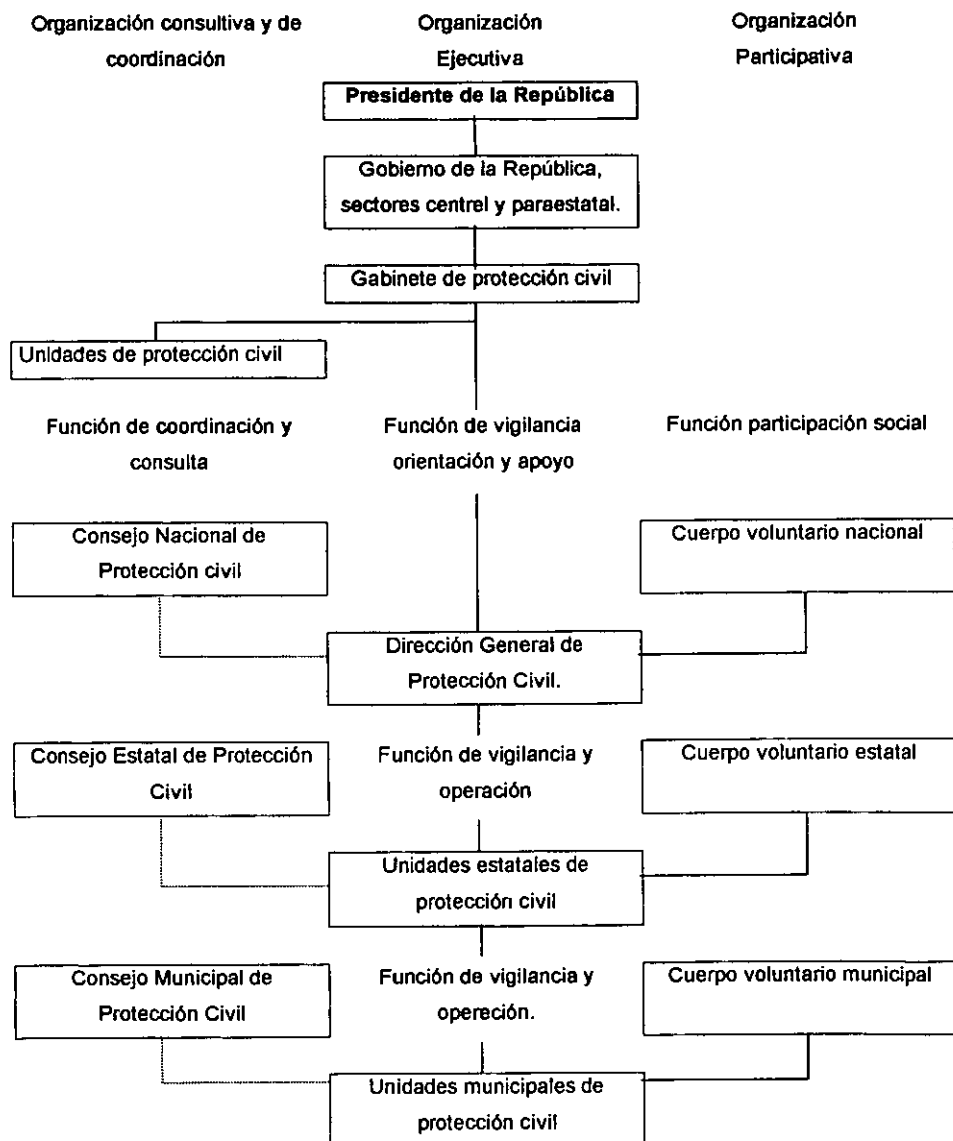 Organización consultiva y de
coordinación
Organización
Ejecutiva
Organización
Participativa
Presidente de la República
Gobierno de la República,
sectores centrel y paraestatal.
Gabinete de protección civil
Unidades de protección civil
Función de coordinación y
consulta
Función de vigilancia
orientación y apoyo
Función participación social
Consejo Nacional de
Protección civil
Cuerpo voluntario nacional
Dirección General de
Protección Civil.
Consejo Estatal de Protección
Civil
Función de vigilancia y
operación
Cuerpo voluntario estatal
Unidades estatales de
protección civil
Consejo Municipal de
Protección Civil
Función de vigilancia y
opereción.
Cuerpo voluntario municipal
Unidades municipales de
protección civil